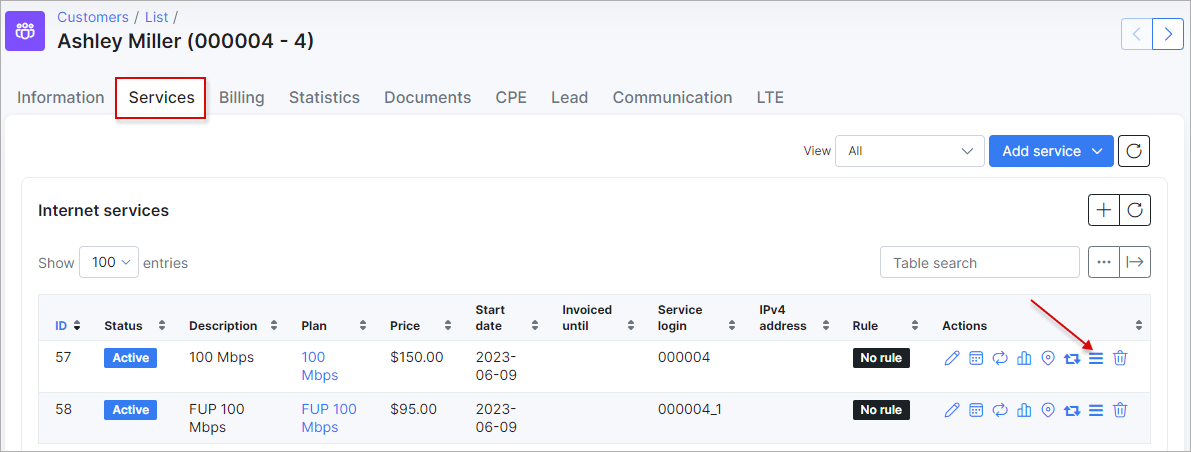 Customers / List /
Ashley Miller (000004 - 4)
Information Services Billing Statistics Documents CPE Lead Communication LTE
View All Add service
Internet services
Show 100 entries Table search
ID Status Description Plan Price Start date Invoiced until Service login IPv4 address Rule Actions
57 Active 100 Mbps 100 Mbps $150.00 2023-06-09 000004 No rule
58 Active FUP 100 Mbps FUP 100 Mbps $95.00 2023-06-09 000004_1 No rule